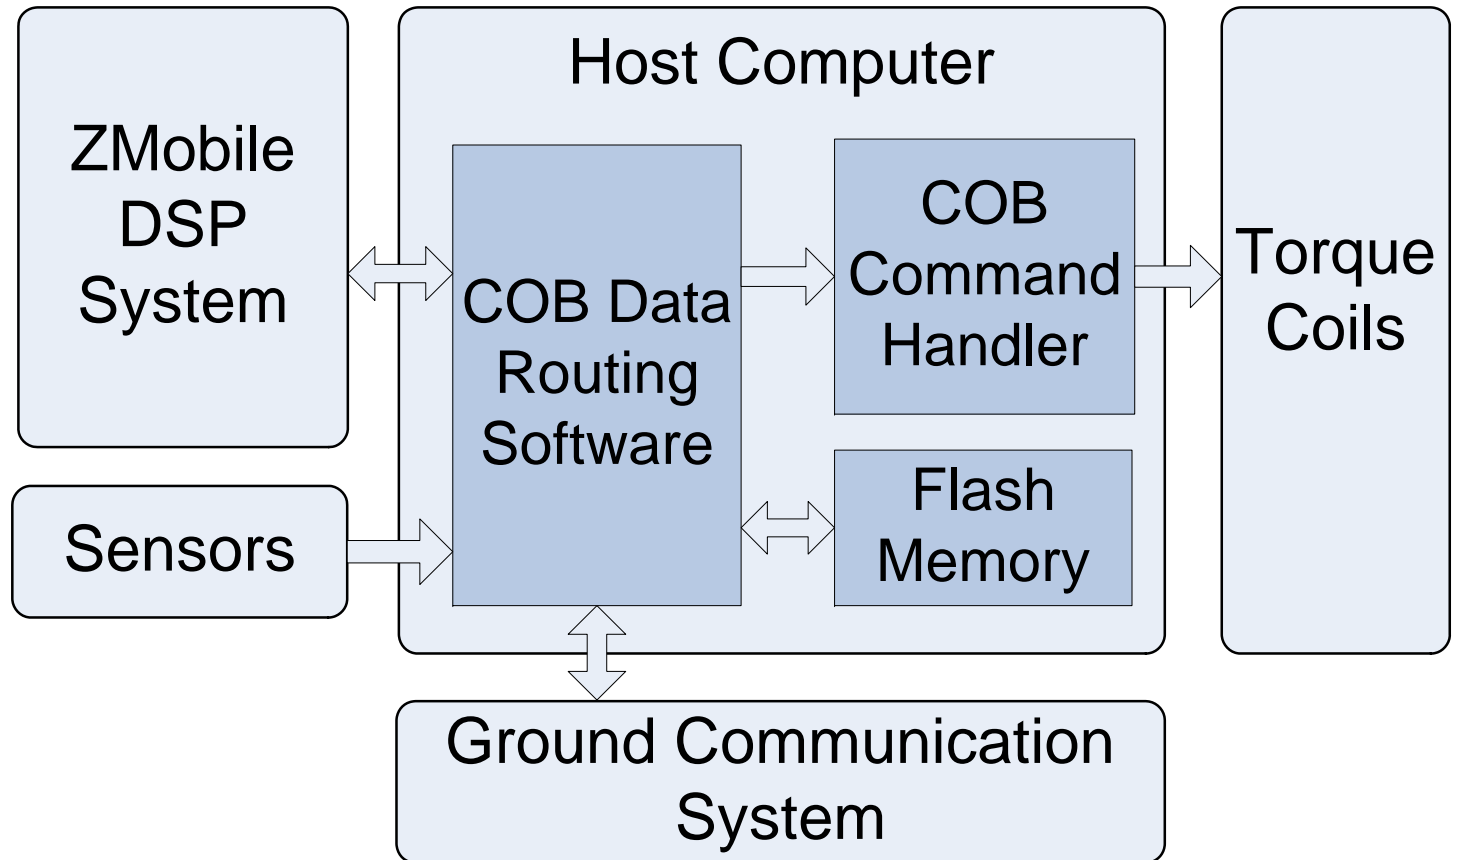 Host Computer
ZMobile
DSP
System
COB Data
Routing
Software
COB
Command
Handler
Torque
Coils
Sensors
Flash
Memory
Ground Communication
System